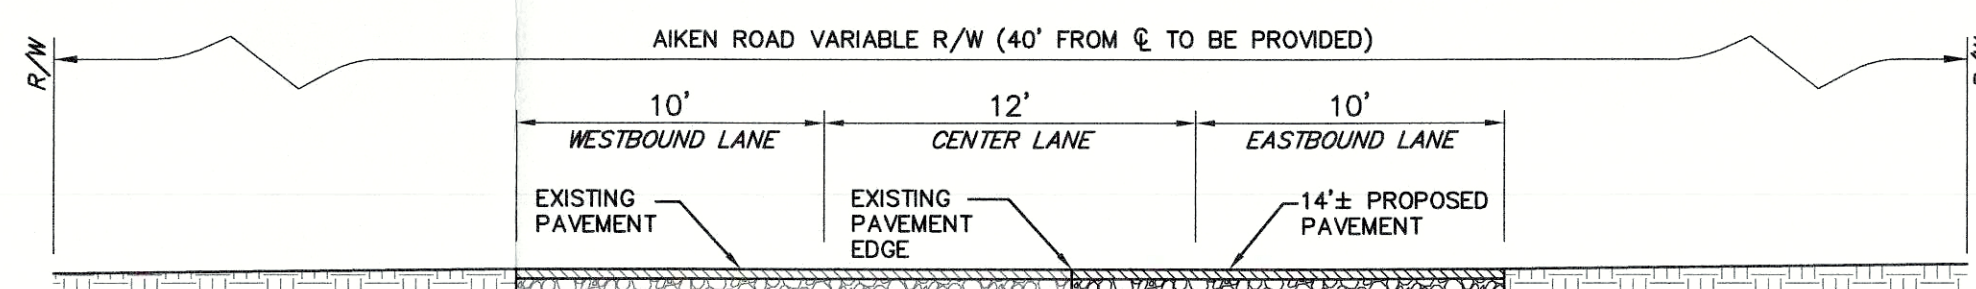 AIKEN ROAD VARIABLE R/W (40' FROM ℄ TO BE PROVIDED)
R/W
10'
12'
10'
WESTBOUND LANE
CENTER LANE
EASTBOUND LANE
EXISTING
PAVEMENT
EXISTING
PAVEMENT
EDGE
14'± PROPOSED
PAVEMENT